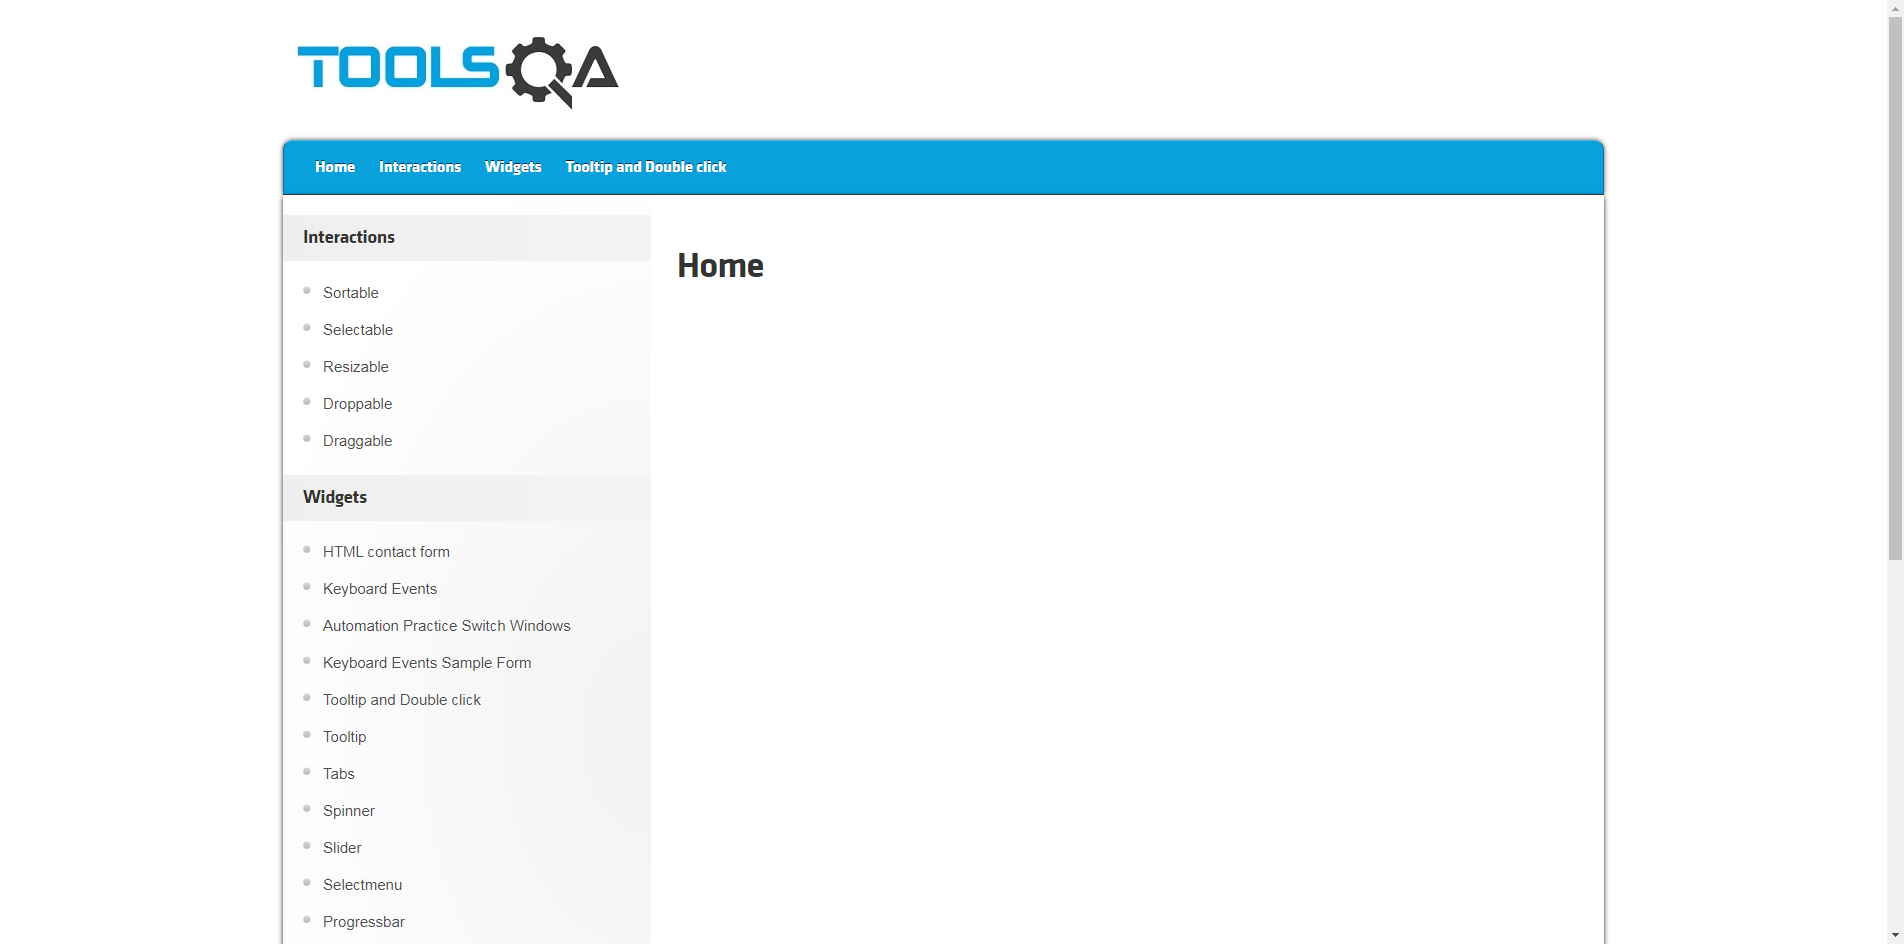 TOOLSQA
Home Interactions Widgets Tooltip and Double click
Interactions
Sortable
Selectable
Resizable
Droppable
Draggable
Widgets
HTML contact form
Keyboard Events
Automation Practice Switch Windows
Keyboard Events Sample Form
Tooltip and Double click
Tooltip
Tabs
Spinner
Slider
Selectmenu
Progressbar
Home